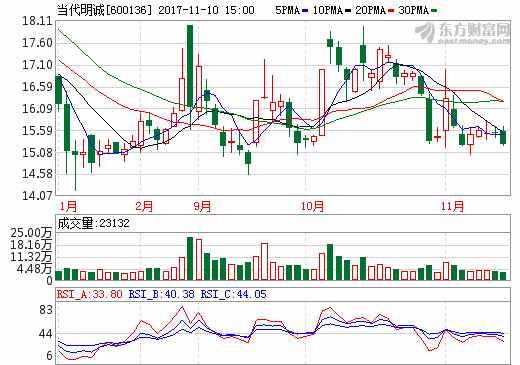 当代明诚[600136] 2017-11-10 15:00 5PMA 10PMA 20PMA 30PMA
东方财富网
eastmoney.com
18.11
17.60
17.10
16.59
16.09
15.59
15.08
14.58
14.07
1月 2月 9月 10月 11月
成交量:23132
25.00万
18.16万
11.32万
4.48万
0
RSI_A:33.80 RSI_B:40.38 RSI_C:44.05
83
44
6